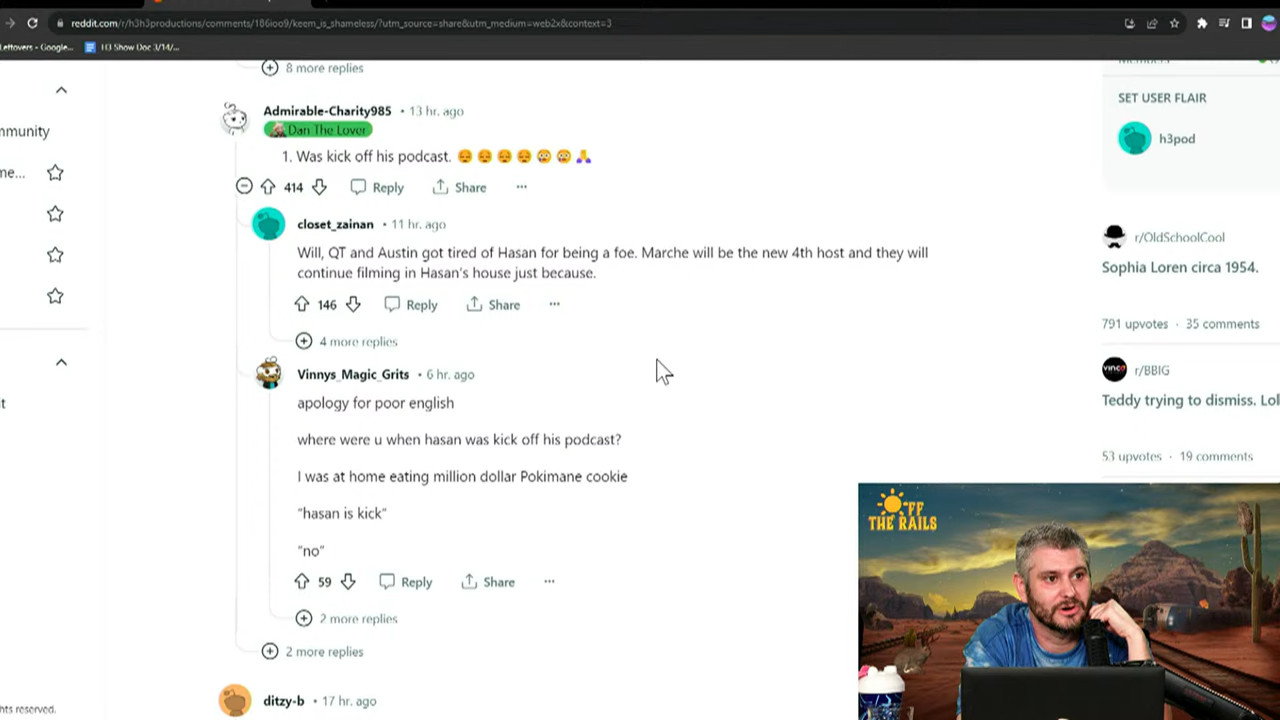 reddit.com/r/h3h3productions/comments/186ioo9/keem_is_shameless/?utm_source=share&utm_medium=web2x&context=3
Leftovers - Google...
H3 Show Doc 3/14/...
8 more replies
Admirable-Charity985 • 13 hr. ago
Dan The Lover
1. Was kick off his podcast. 😔😔😔😔😳😳🙏
414
Reply
Share
closet_zainan • 11 hr. ago
Will, QT and Austin got tired of Hasan for being a foe. Marche will be the new 4th host and they will
continue filming in Hasan's house just because.
146
Reply
Share
4 more replies
Vinnys_Magic_Grits • 6 hr. ago
apology for poor english
where were u when hasan was kick off his podcast?
I was at home eating million dollar Pokimane cookie
"hasan is kick"
"no"
59
Reply
Share
2 more replies
2 more replies
ditzy-b • 17 hr. ago
mmunity
me...
it
hts reserved.
SET USER FLAIR
h3pod
r/OldSchoolCool
Sophia Loren circa 1954.
791 upvotes · 35 comments
vinco
r/BBIG
Teddy trying to dismiss. Lol
53 upvotes · 19 comments
OFF
THE RAILS